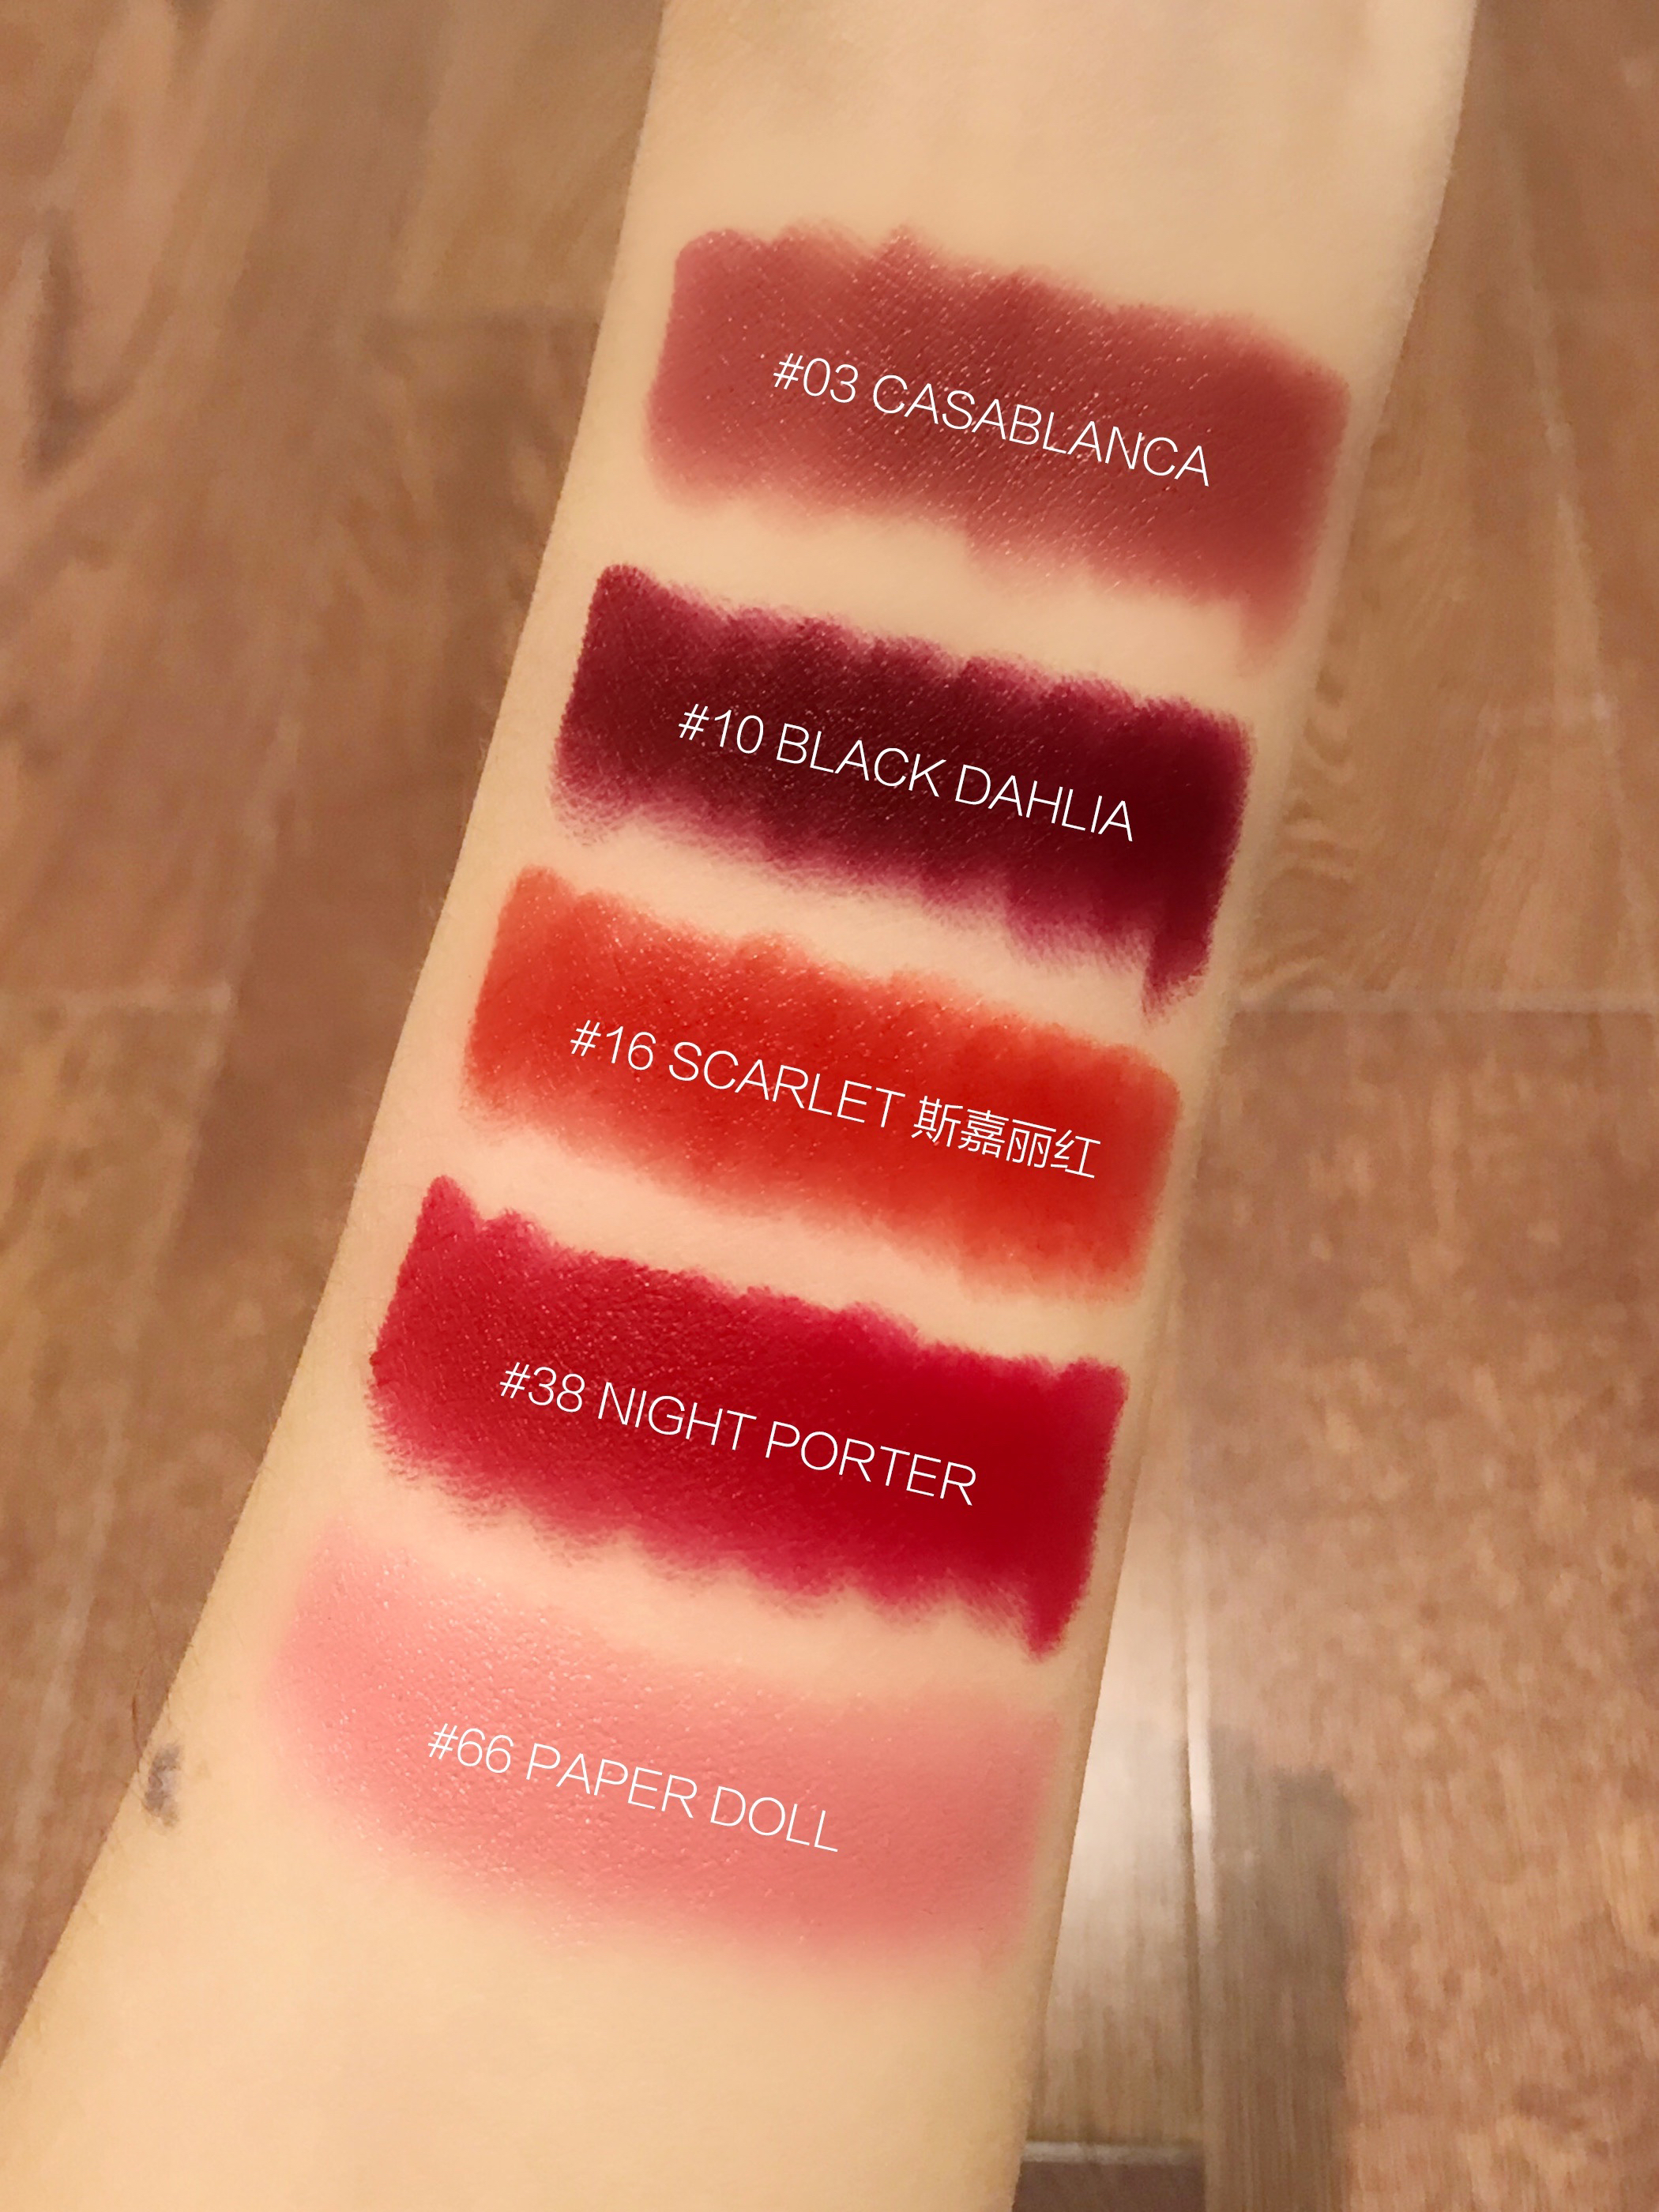 #03 CASABLANCA
#10 BLACK DAHLIA
#16 SCARLET 斯嘉丽红
#38 NIGHT PORTER
#66 PAPER DOLL